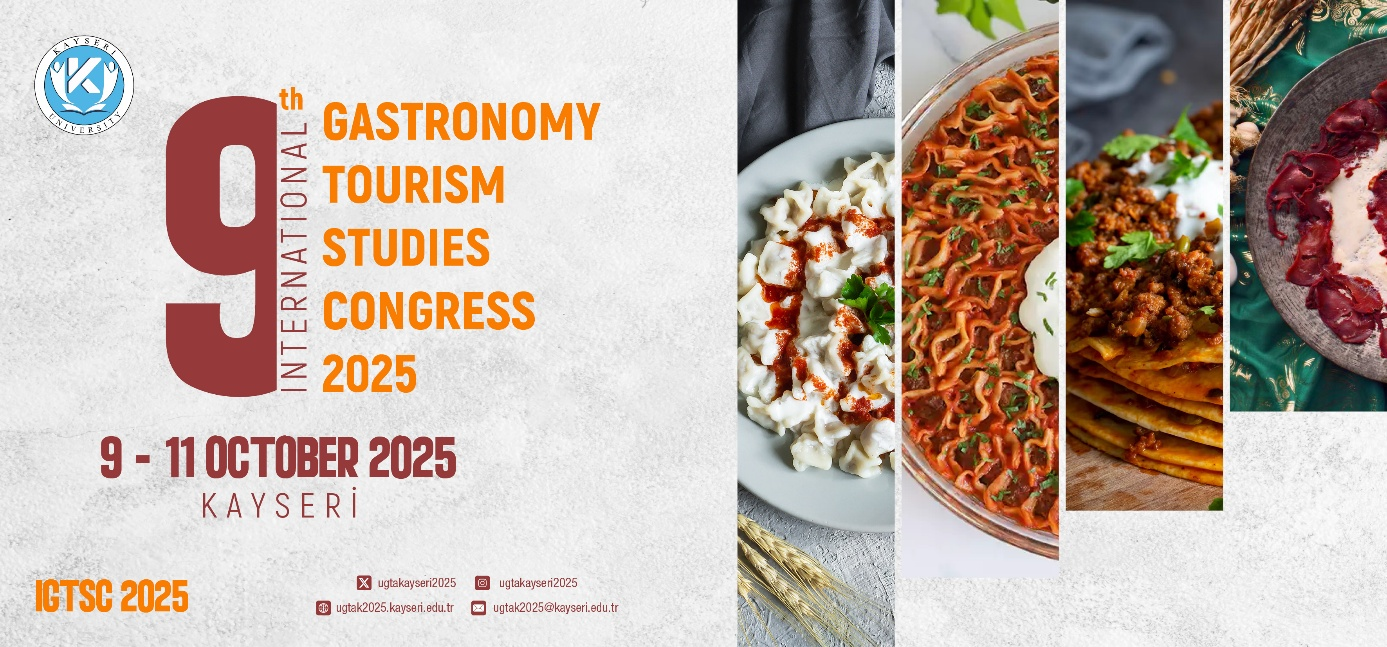 KAYSERI
UNIVERSITY
K
9th
INTERNATIONAL
GASTRONOMY
TOURISM
STUDIES
CONGRESS
2025
9 - 11 OCTOBER 2025
KAYSERİ
IGTSC 2025
ugtakayseri2025
ugtakayseri2025
ugtak2025.kayseri.edu.tr
ugtak2025@kayseri.edu.tr